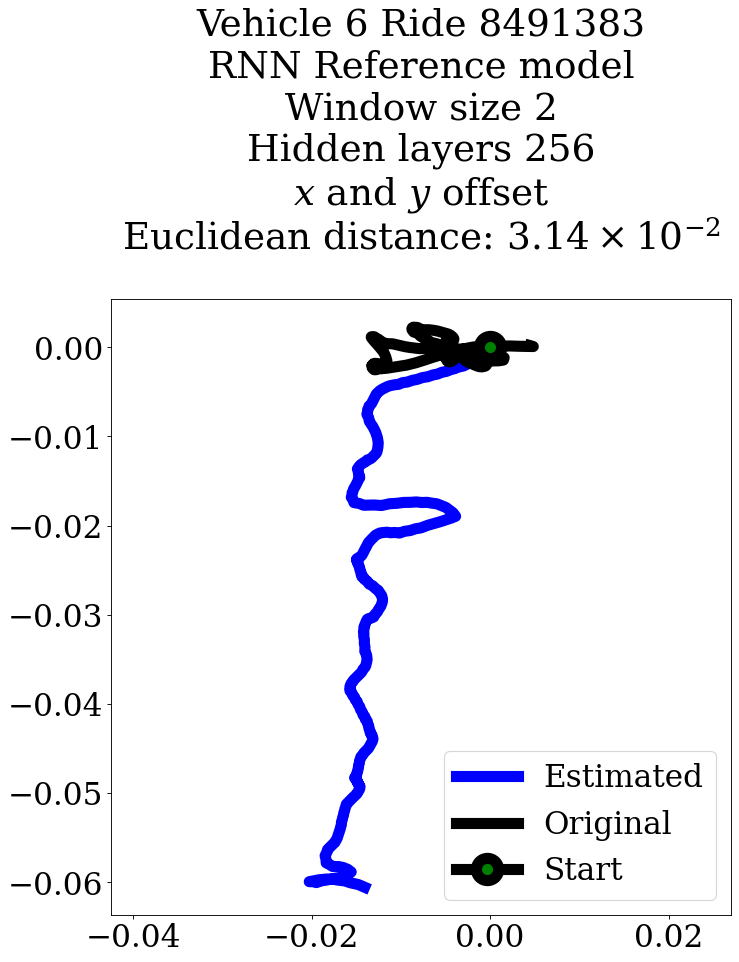 Vehicle 6 Ride 8491383
RNN Reference model
Window size 2
Hidden layers 256
x and y offset
Euclidean distance: 3.14 × 10⁻²
0.00
−0.01
−0.02
−0.03
−0.04
−0.05
−0.06
Estimated
Original
Start
−0.04 −0.02 0.00 0.02